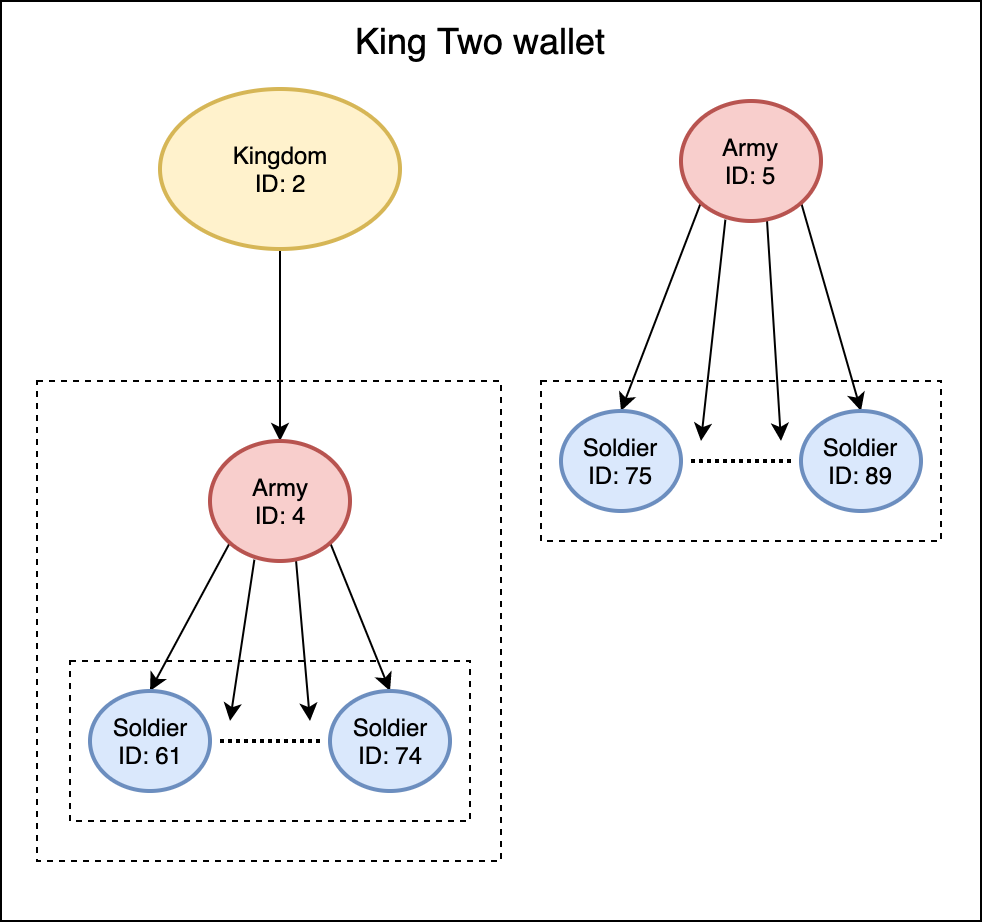 King Two wallet
Kingdom
ID: 2
Army
ID: 5
Army
ID: 4
Soldier
ID: 75
Soldier
ID: 89
Soldier
ID: 61
Soldier
ID: 74